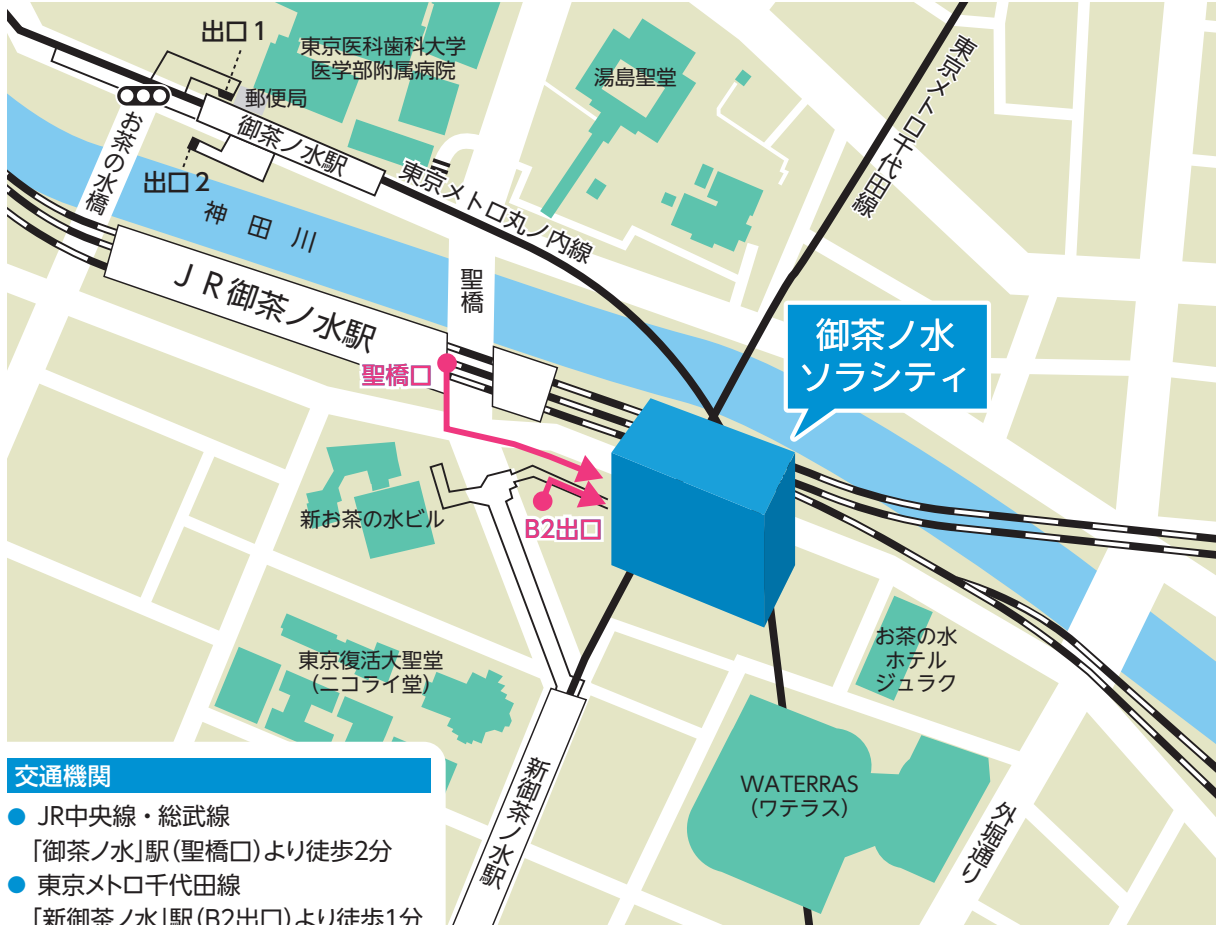 出口1
東京医科歯科大学
医学部附属病院
郵便局
湯島聖堂
東京メトロ千代田線
お茶の水橋
御茶ノ水駅
出口2
東京メトロ丸ノ内線
神田川
JR御茶ノ水駅
聖橋
御茶ノ水
ソラシティ
聖橋口
新お茶の水ビル
B2出口
お茶の水
ホテル
ジュラク
東京復活大聖堂
(ニコライ堂)
新御茶ノ水駅
WATERRAS
(ワテラス)
外堀通り
交通機関
● JR中央線・総武線
「御茶ノ水」駅(聖橋口)より徒歩2分
● 東京メトロ千代田線
「新御茶ノ水」駅(B2出口)より徒歩1分